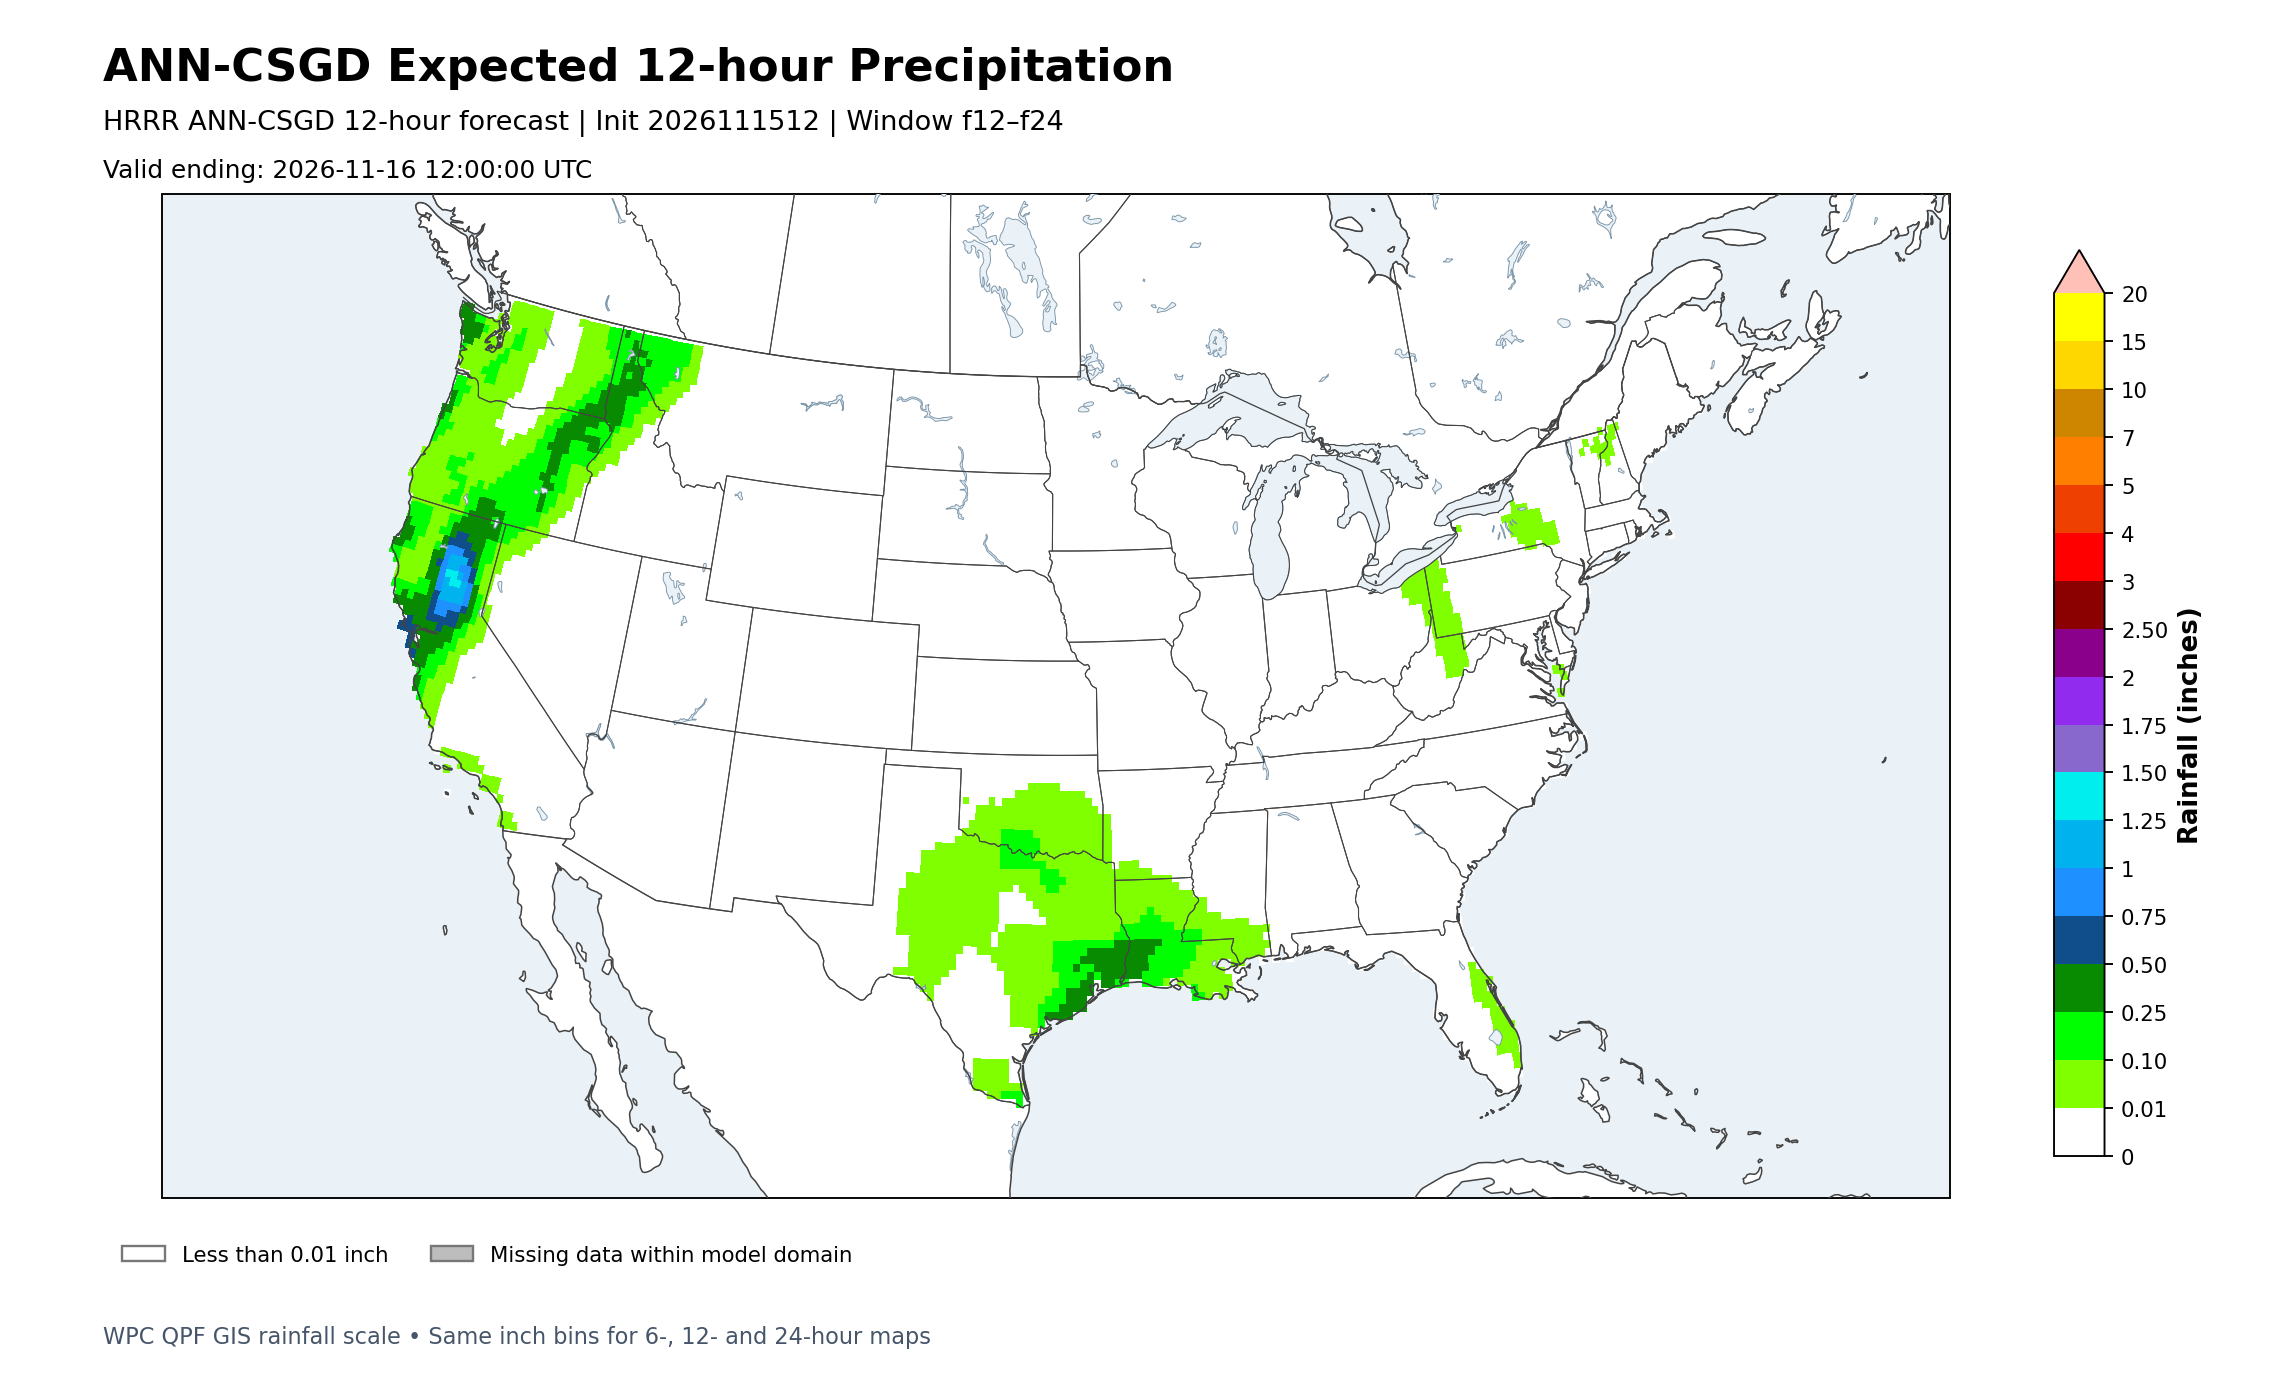 ANN-CSGD Expected 12-hour Precipitation
HRRR ANN-CSGD 12-hour forecast | Init 2026111512 | Window f12–f24
Valid ending: 2026-11-16 12:00:00 UTC
20
15
10
7
5
4
3
2.50
2
1.75
1.50
1.25
1
0.75
0.50
0.25
0.10
0.01
0
Rainfall (inches)
Less than 0.01 inch
Missing data within model domain
WPC QPF GIS rainfall scale • Same inch bins for 6-, 12- and 24-hour maps